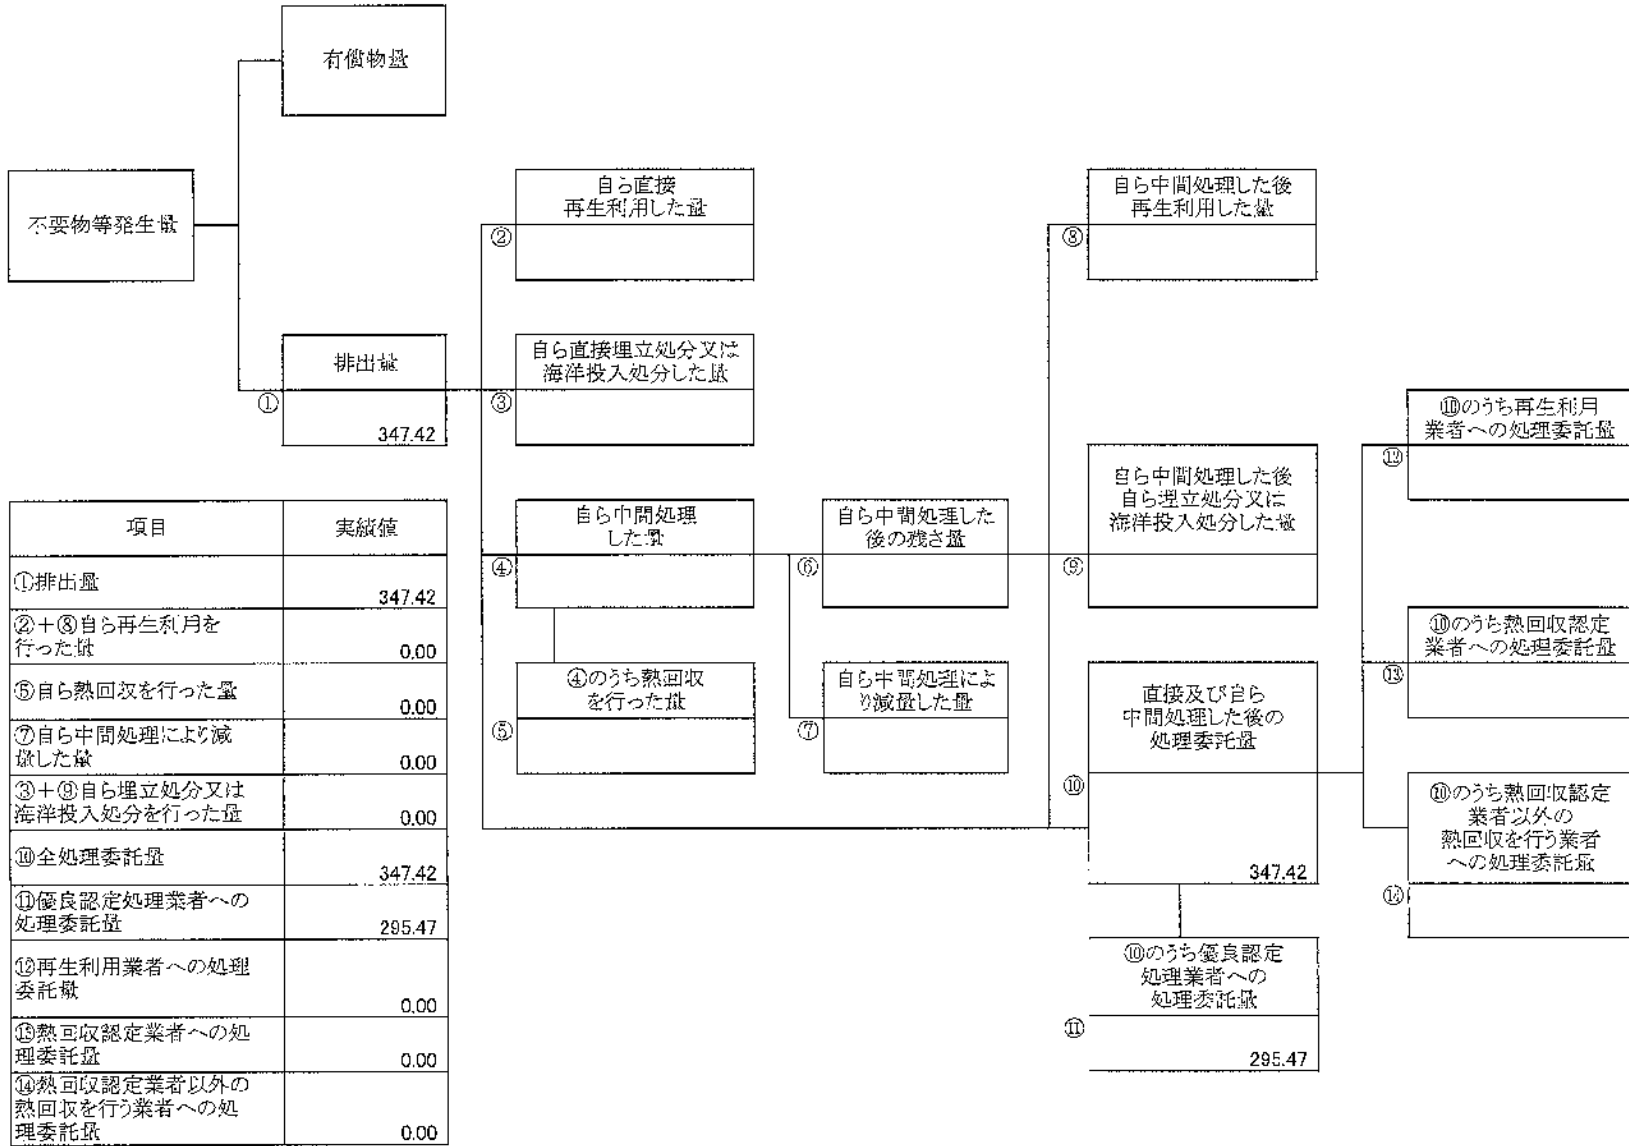 有償物量
不要物等発生量
自ら直接
再生利用した量
②
自ら中間処理した後
再生利用した量
⑧
排出量
①
347.42
自ら直接埋立処分又は
海洋投入処分した量
③
⑩のうち再生利用
業者への処理委託量
⑫
自ら中間処理
した量
④
自ら中間処理した
後の残さ量
⑥
自ら中間処理した後
自ら埋立処分又は
海洋投入処分した量
⑨
④のうち熱回収
を行った量
⑤
自ら中間処理によ
り減量した量
⑦
直接及び自ら
中間処理した後の
処理委託量
⑩
347.42
⑩のうち熱回収認定
業者への処理委託量
⑬
⑩のうち熱回収認定
業者以外の
熱回収を行う業者
への処理委託量
⑭
⑩のうち優良認定
処理業者への
処理委託量
⑪
295.47
項目 実績値
①排出量 347.42
②+⑧自ら再生利用を
行った量 0.00
⑤自ら熱回収を行った量 0.00
⑦自ら中間処理により減
量した量 0.00
③+⑨自ら埋立処分又は
海洋投入処分を行った量 0.00
⑩全処理委託量 347.42
⑪優良認定処理業者への
処理委託量 295.47
⑫再生利用業者への処理
委託量 0.00
⑬熱回収認定業者への処
理委託量 0.00
⑭熱回収認定業者以外の
熱回収を行う業者への処
理委託量 0.00